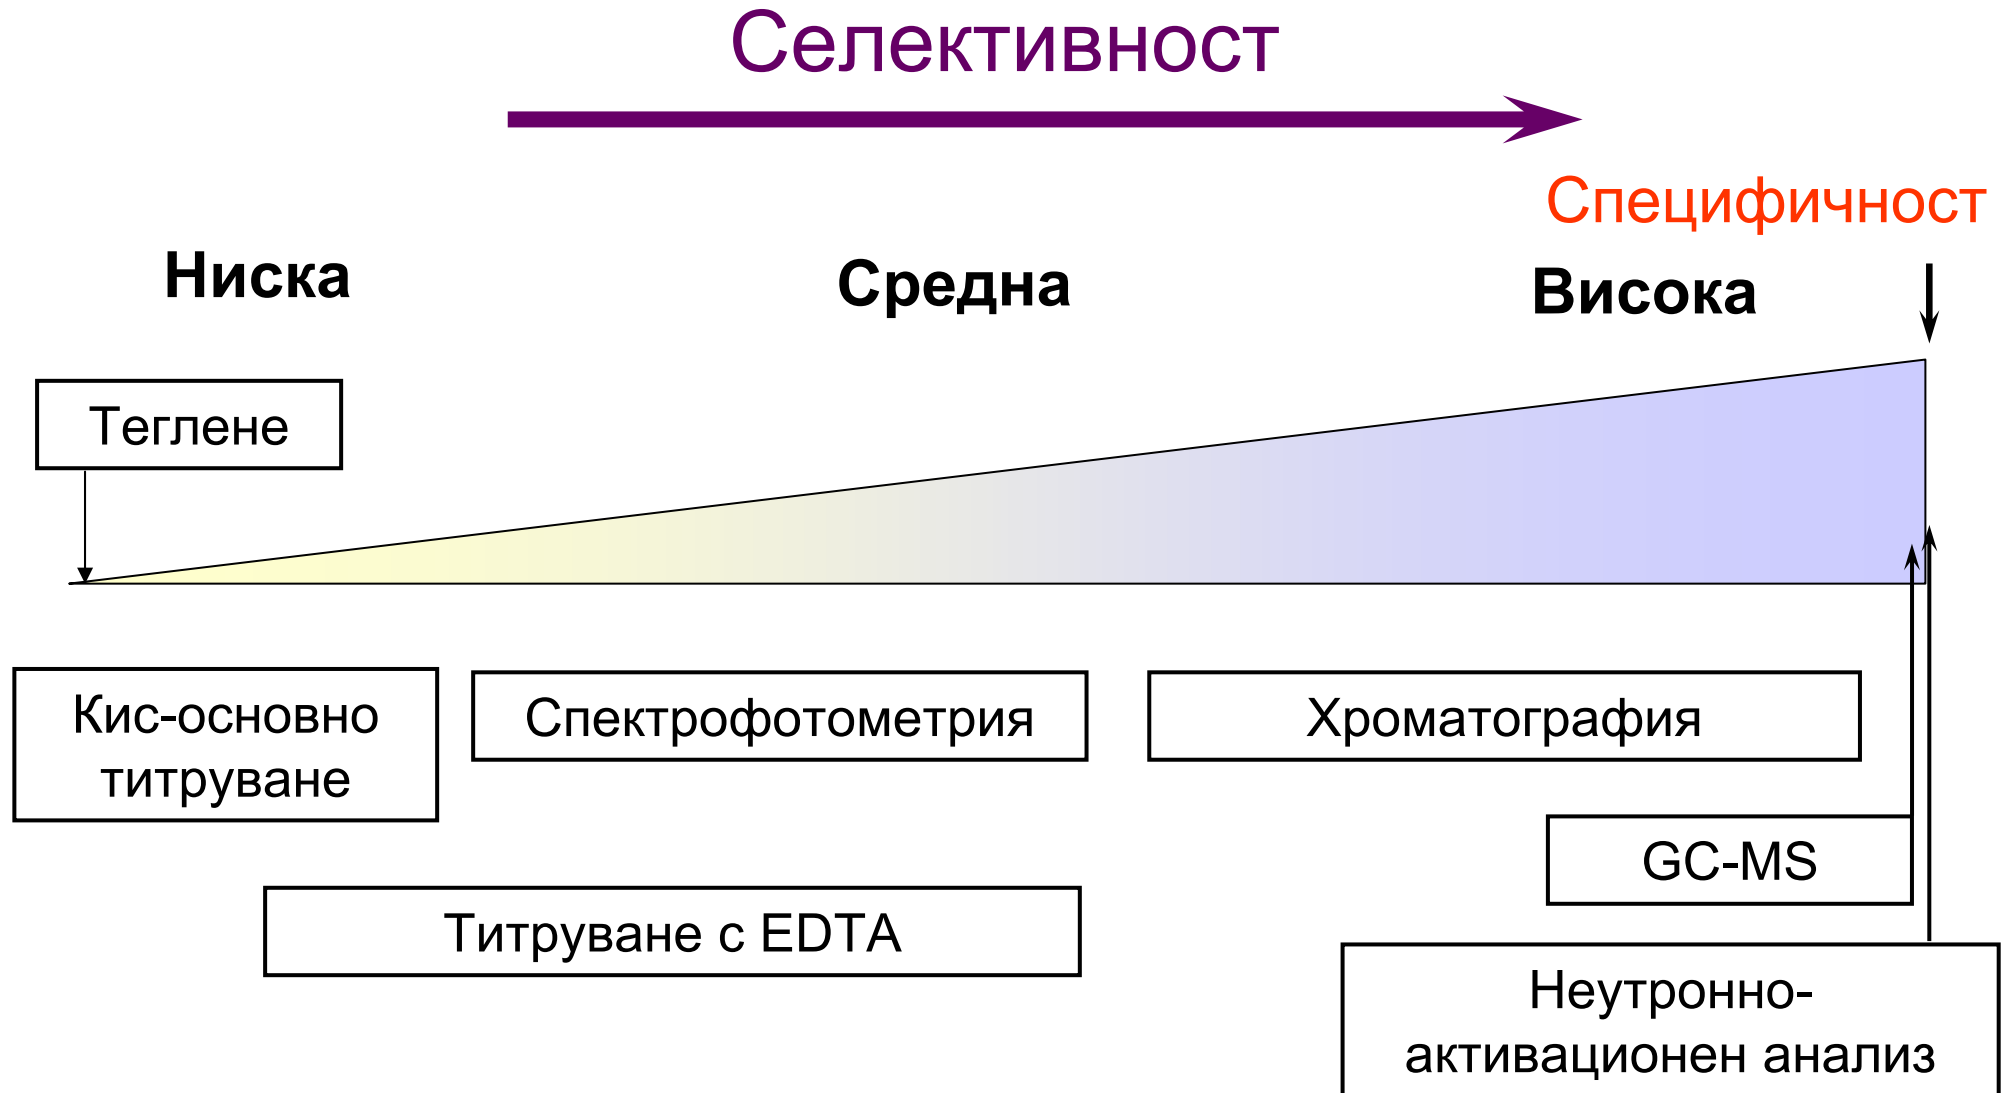 Селективност
Специфичност
Ниска
Средна
Висока
Теглене
Кис-основно
титруване
Спектрофотометрия
Хроматография
GC-MS
Титруване с EDTA
Неутронно-
активационен анализ